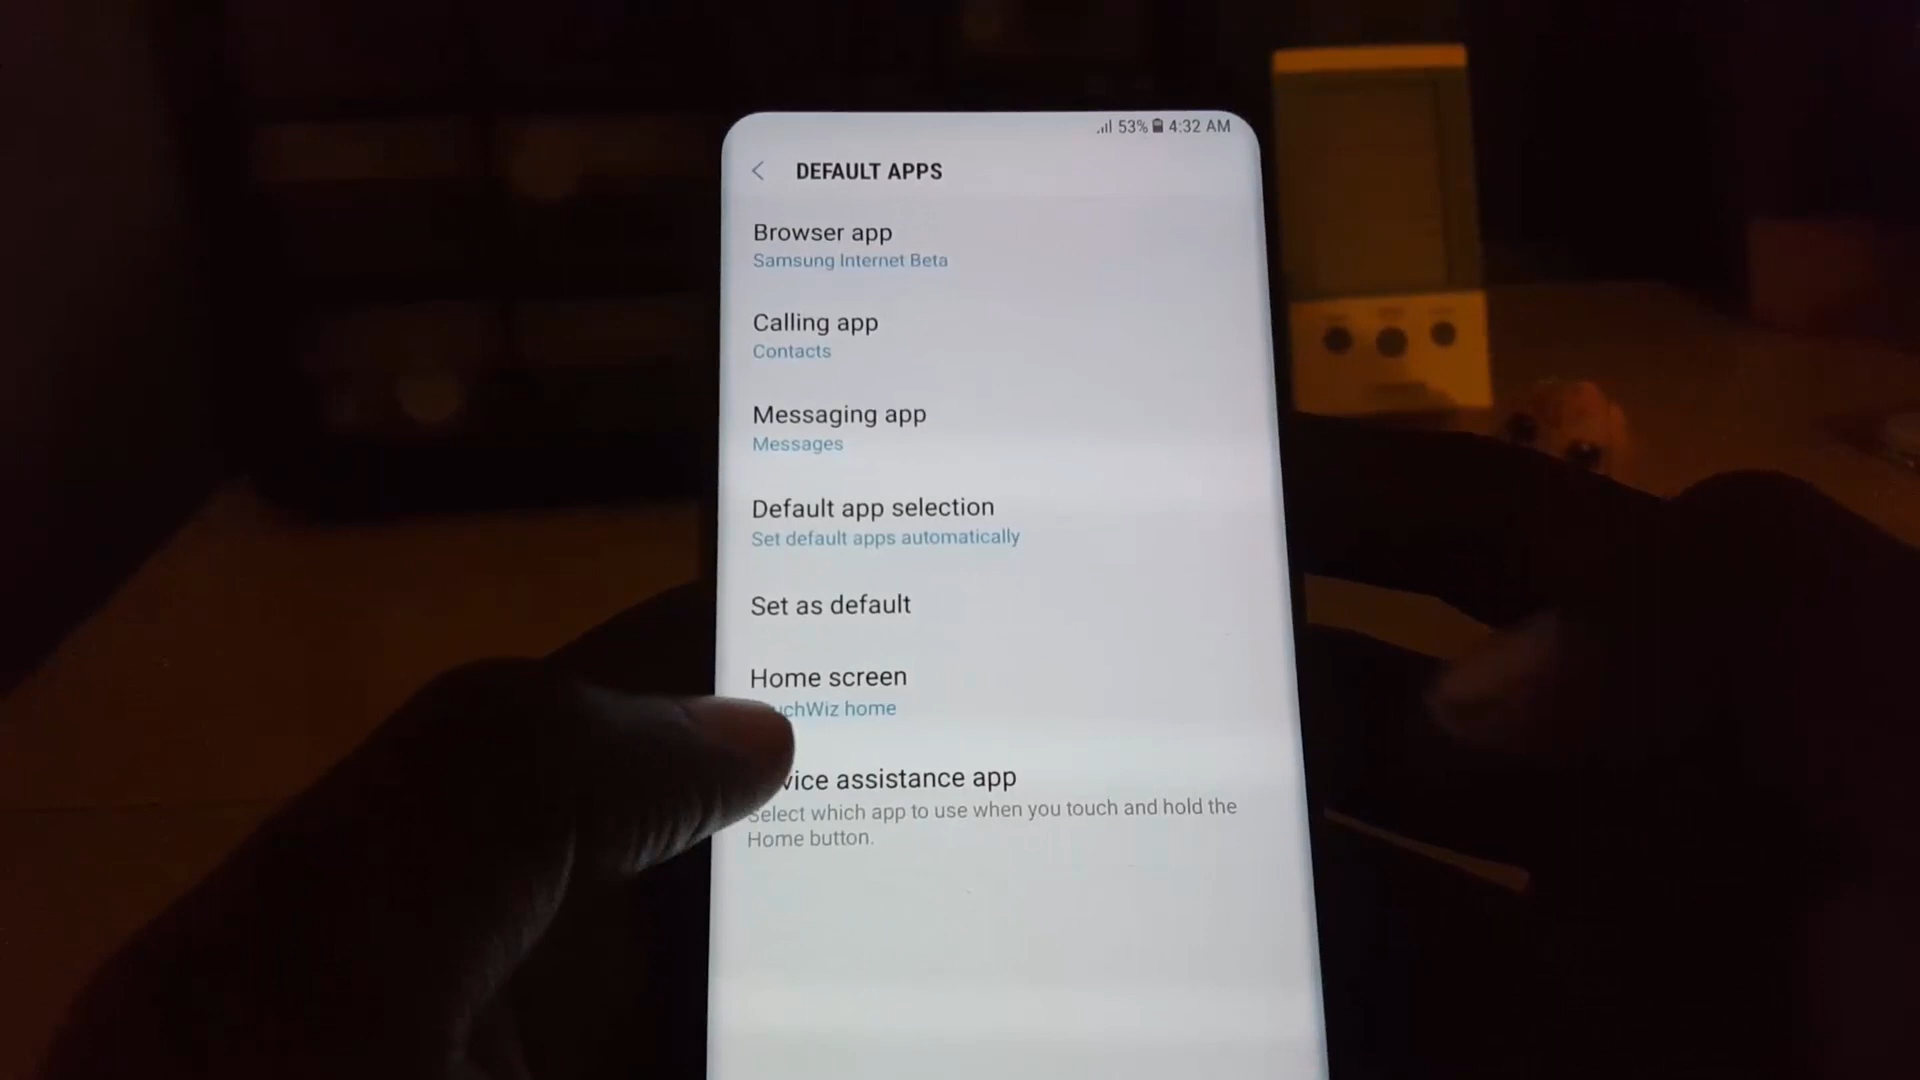 53% 4:32 AM
DEFAULT APPS
Browser app
Samsung Internet Beta
Calling app
Contacts
Messaging app
Messages
Default app selection
Set default apps automatically
Set as default
Home screen
uchWiz home
vice assistance app
Select which app to use when you touch and hold the
Home button.